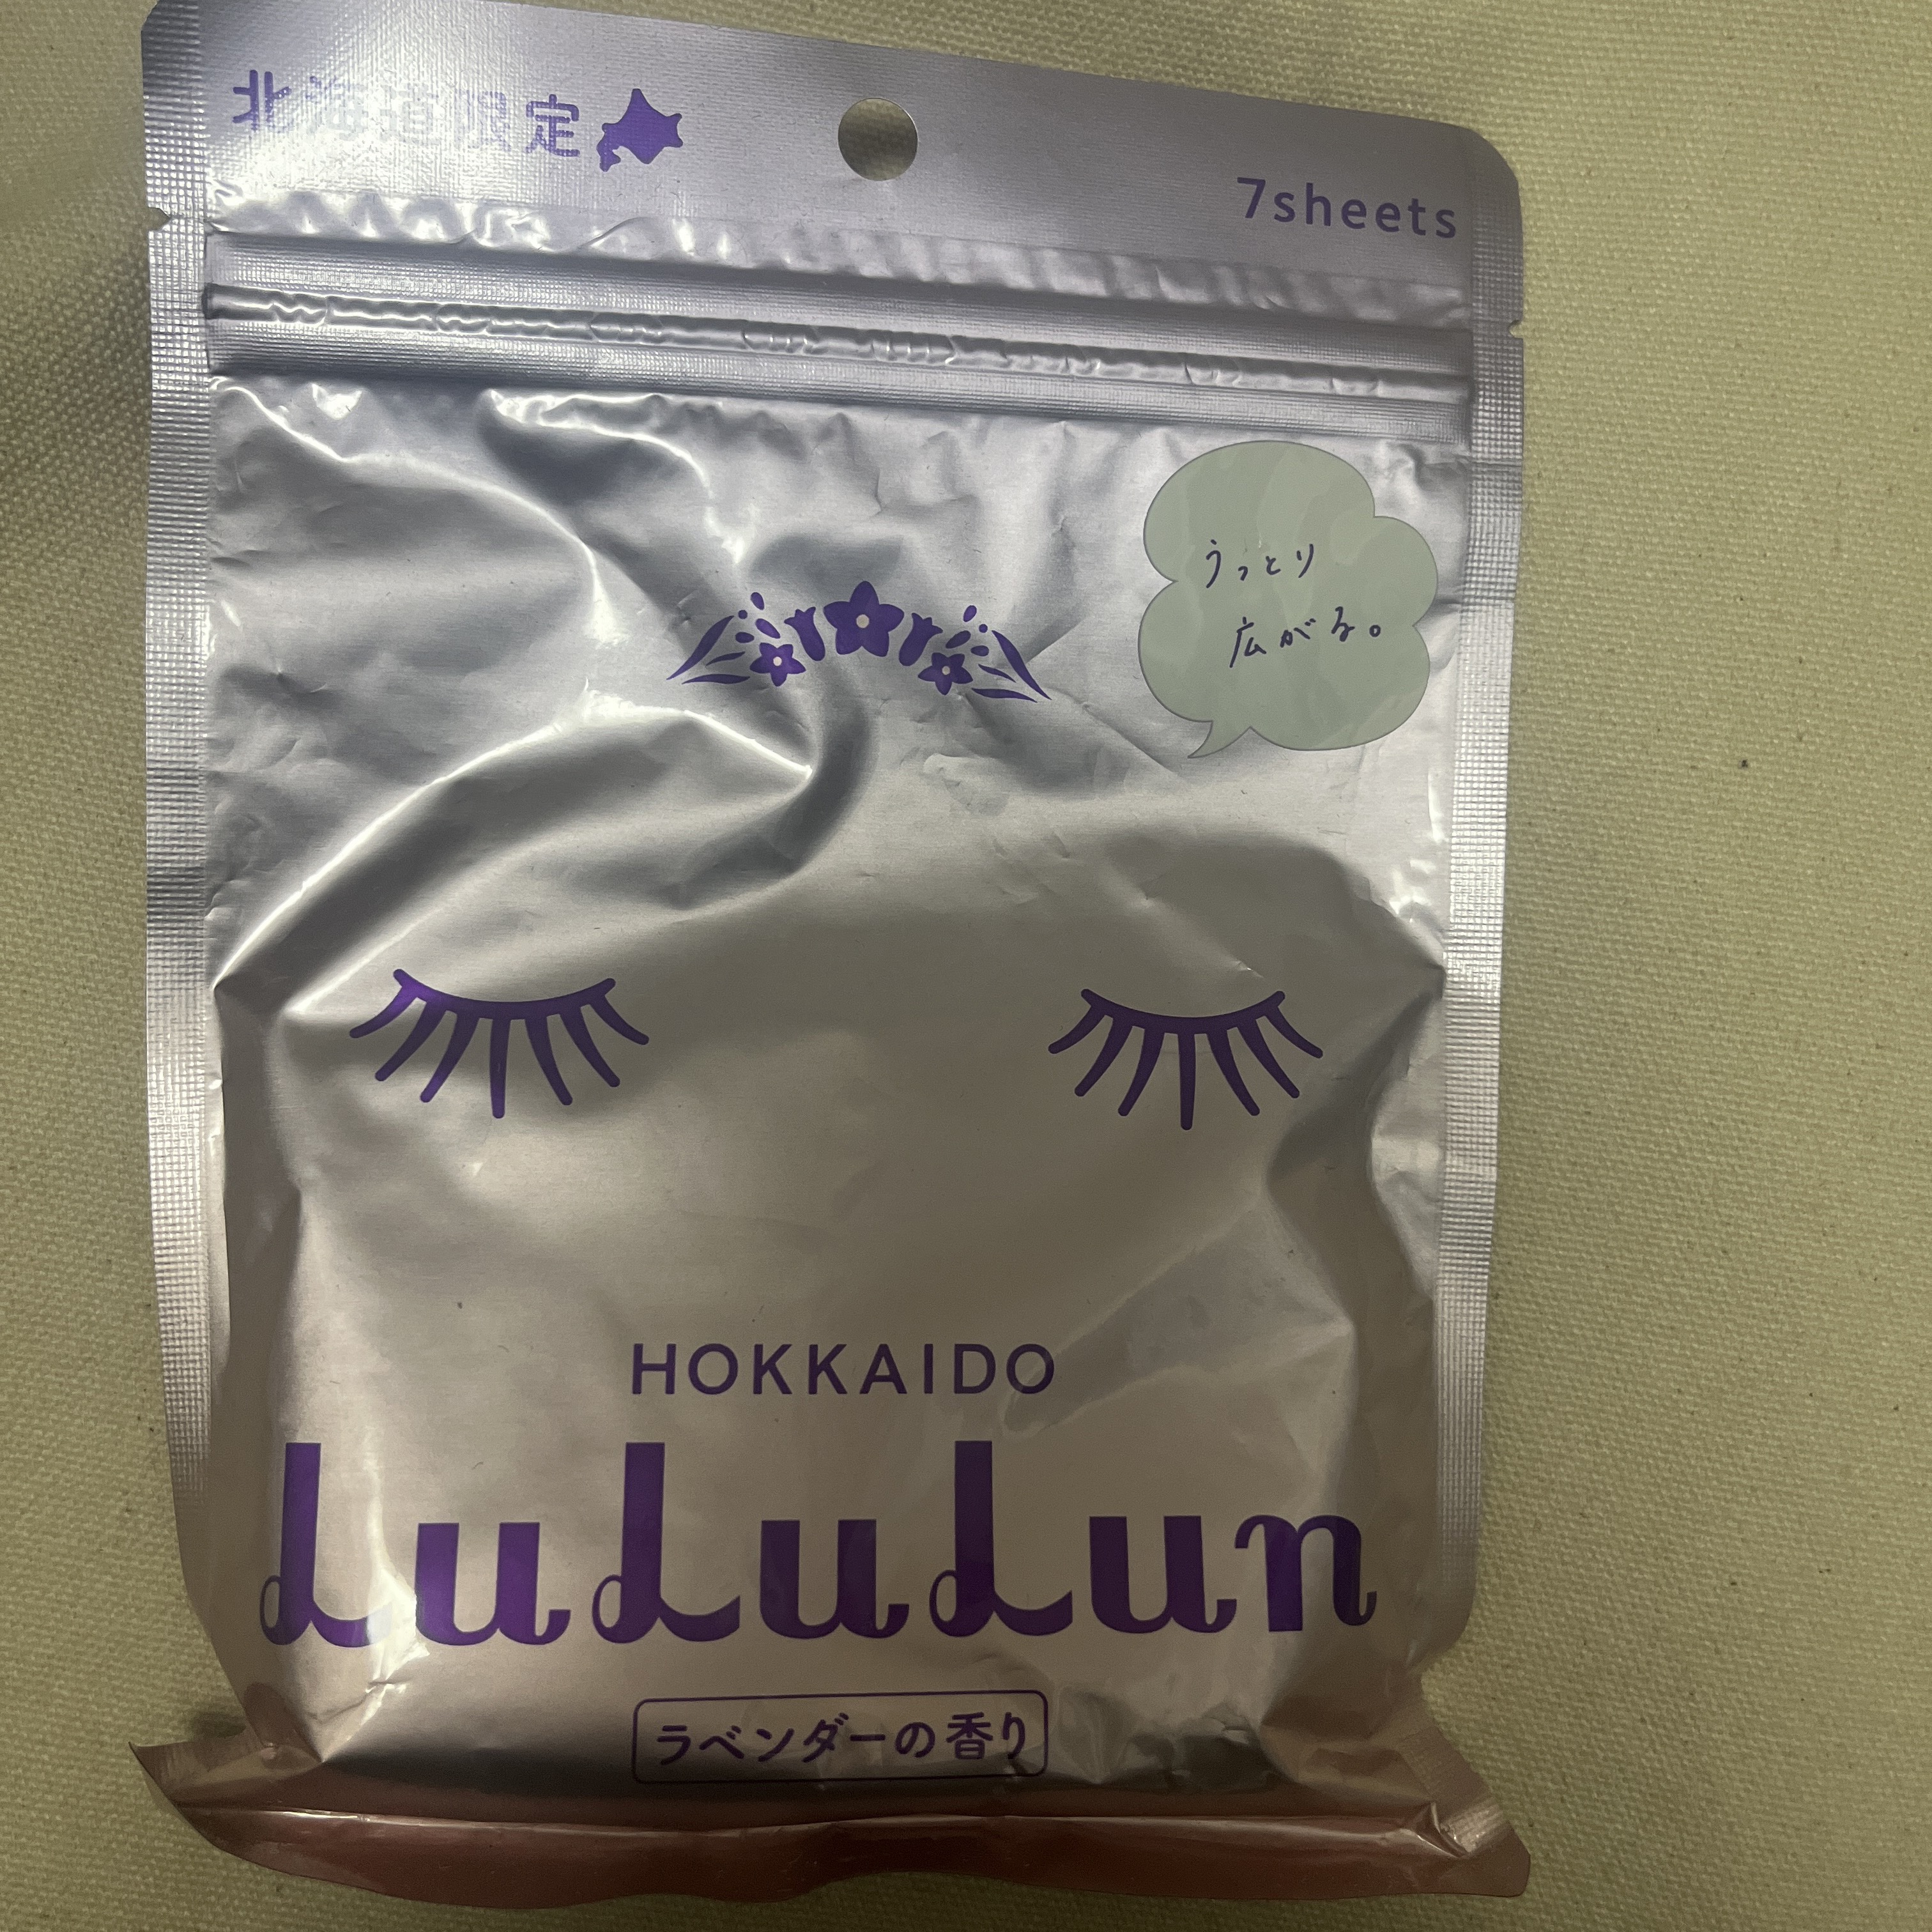 北海道限定
7sheets
うっとり
広がる。
HOKKAIDO
LuLuLun
ラベンダーの香り